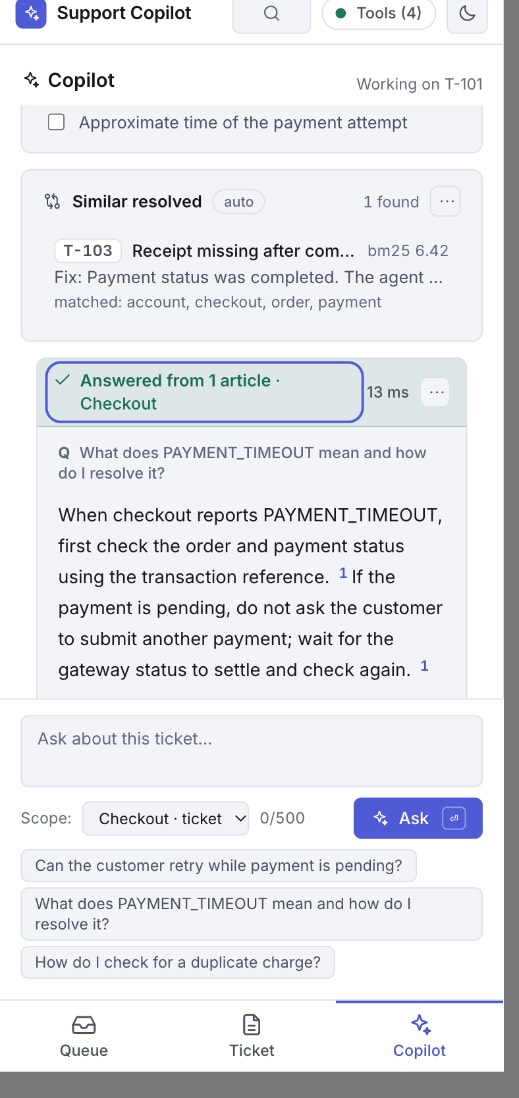 Support Copilot
Tools (4)
Copilot
Working on T-101
Approximate time of the payment attempt
Similar resolved
auto
1 found
...
T-103
Receipt missing after com...
bm25 6.42
Fix: Payment status was completed. The agent ...
matched: account, checkout, order, payment
Answered from 1 article ·
Checkout
13 ms
...
Q What does PAYMENT_TIMEOUT mean and how
do I resolve it?
When checkout reports PAYMENT_TIMEOUT,
first check the order and payment status
using the transaction reference. 1 If the
payment is pending, do not ask the customer
to submit another payment; wait for the
gateway status to settle and check again. 1
Ask about this ticket...
Scope:
Checkout · ticket
0/500
Ask ⏎
Can the customer retry while payment is pending?
What does PAYMENT_TIMEOUT mean and how do I
resolve it?
How do I check for a duplicate charge?
Queue
Ticket
Copilot